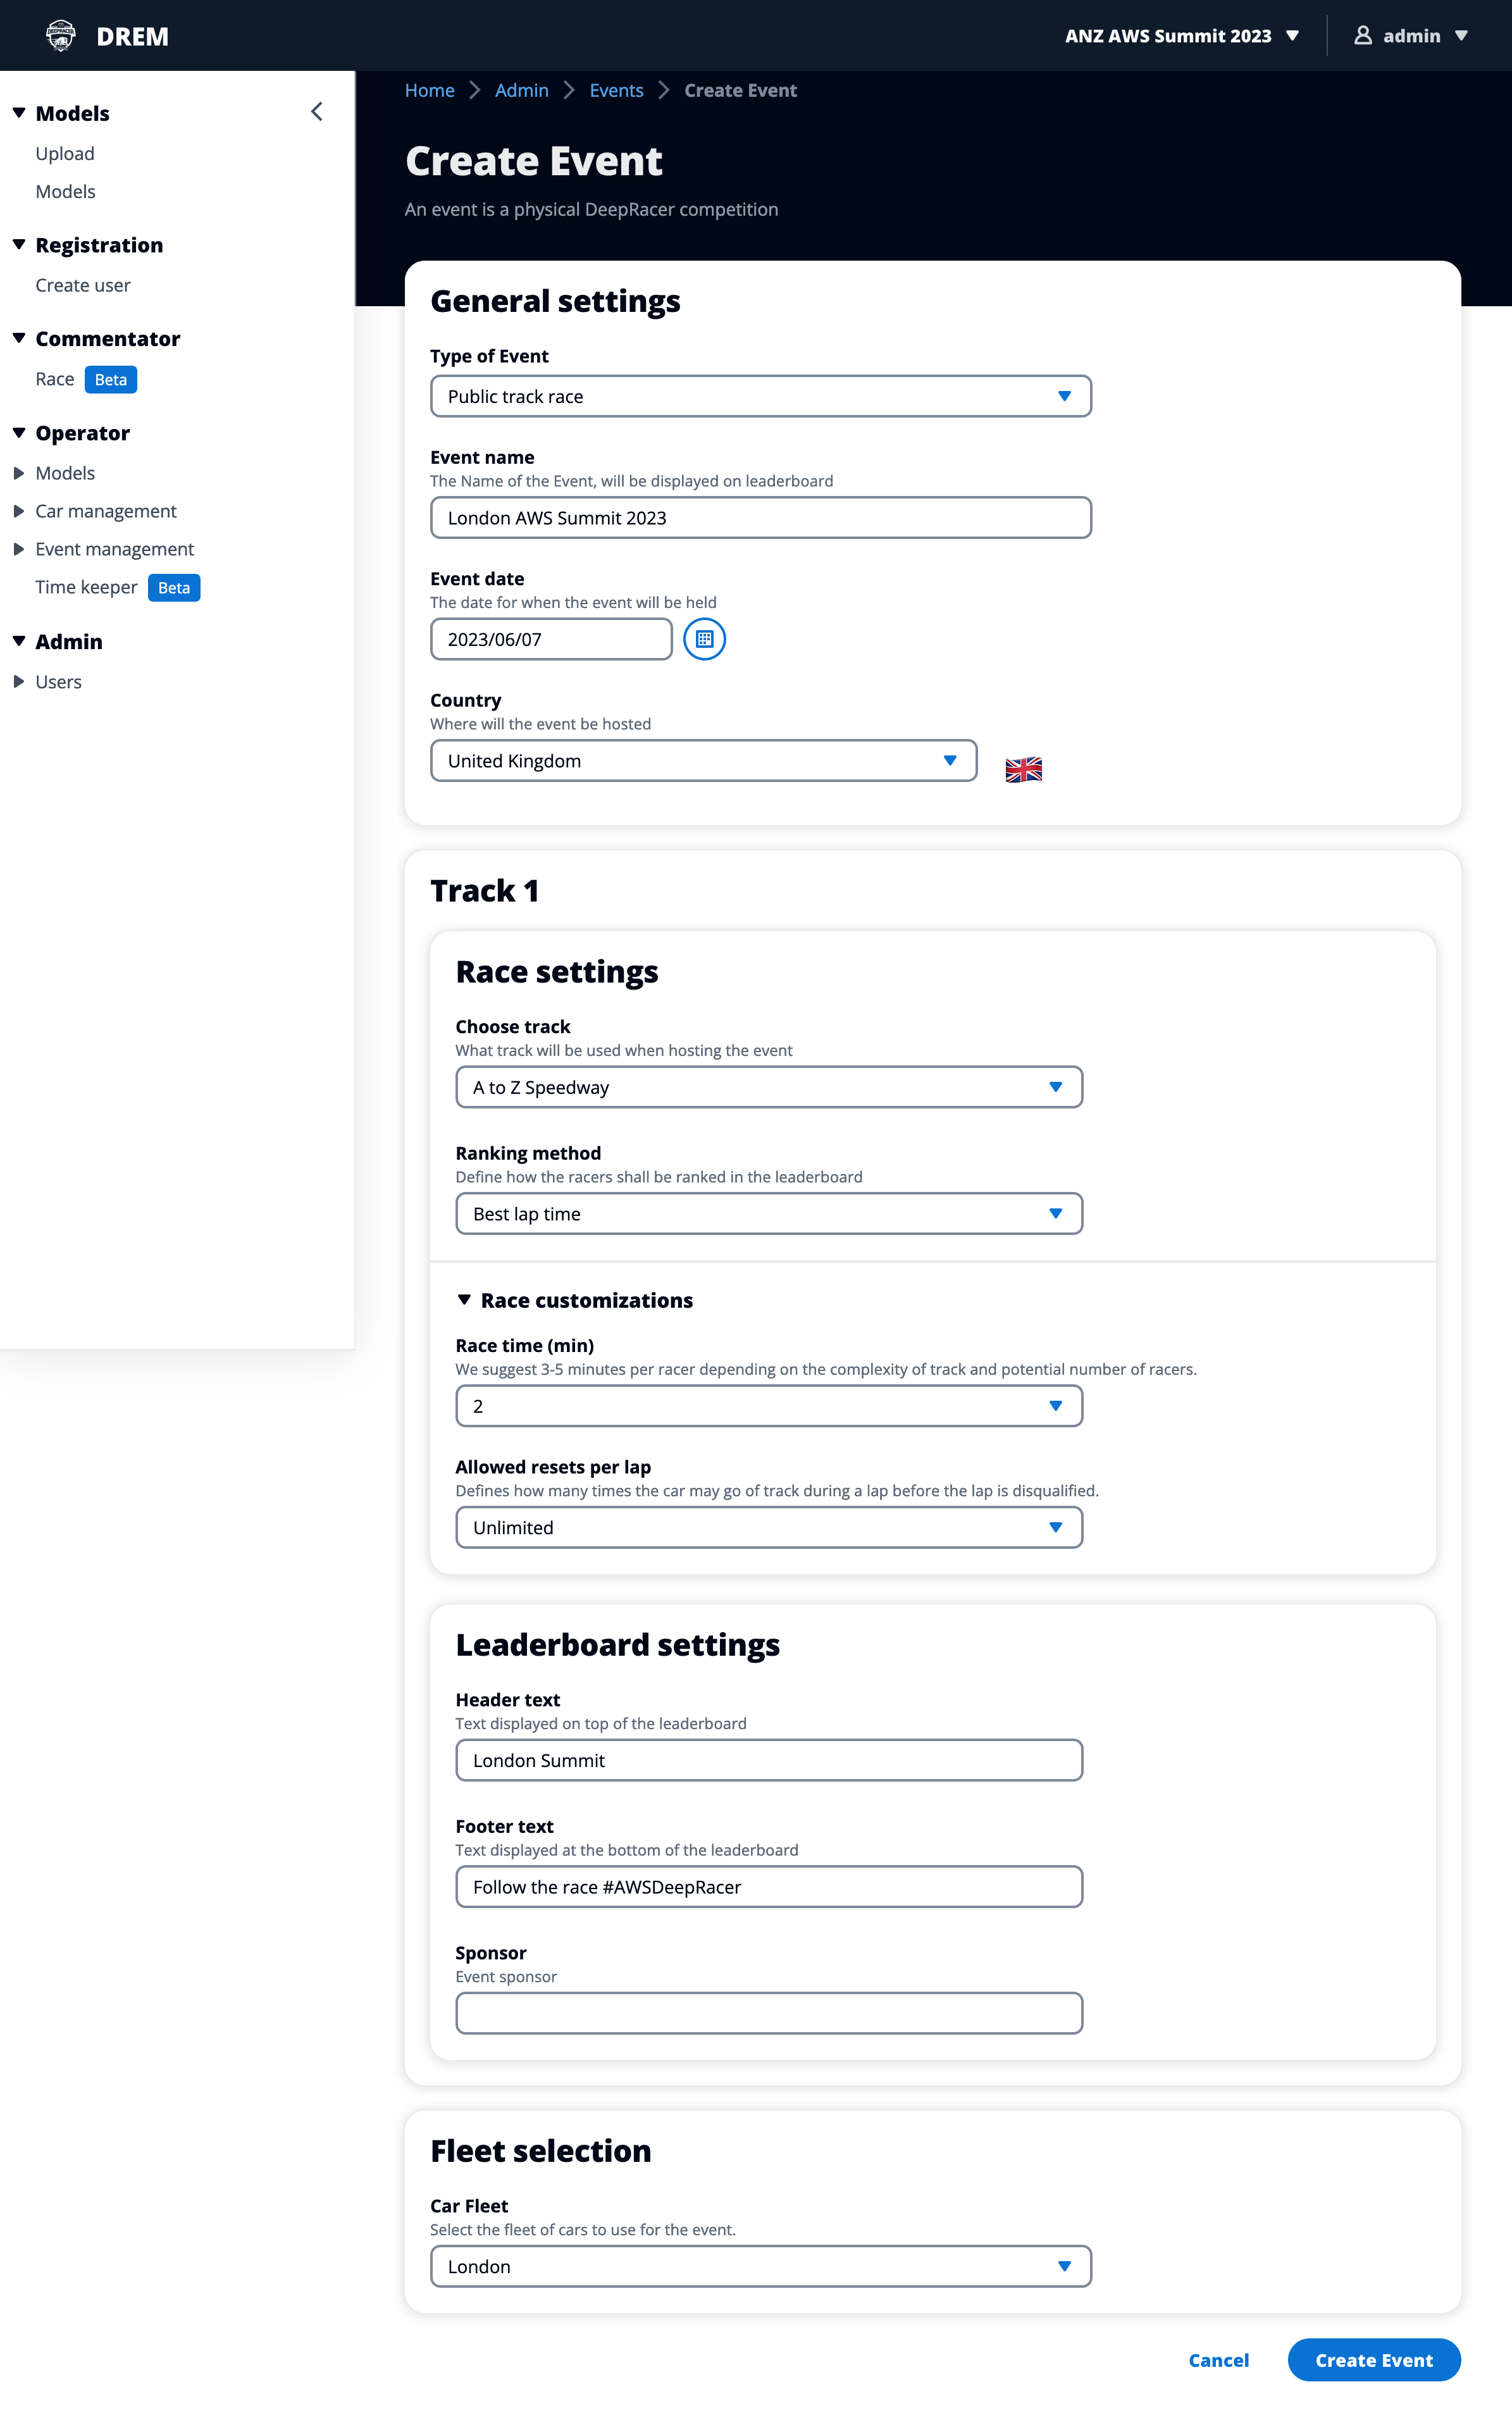 DREM
ANZ AWS Summit 2023
admin
Models
Upload
Models
Registration
Create user
Commentator
Race Beta
Operator
Models
Car management
Event management
Time keeper Beta
Admin
Users
Home > Admin > Events > Create Event
Create Event
An event is a physical DeepRacer competition
General settings
Type of Event
Public track race
Event name
The Name of the Event, will be displayed on leaderboard
London AWS Summit 2023
Event date
The date for when the event will be held
2023/06/07
Country
Where will the event be hosted
United Kingdom
Track 1
Race settings
Choose track
What track will be used when hosting the event
A to Z Speedway
Ranking method
Define how the racers shall be ranked in the leaderboard
Best lap time
Race customizations
Race time (min)
We suggest 3-5 minutes per racer depending on the complexity of track and potential number of racers.
2
Allowed resets per lap
Defines how many times the car may go of track during a lap before the lap is disqualified.
Unlimited
Leaderboard settings
Header text
Text displayed on top of the leaderboard
London Summit
Footer text
Text displayed at the bottom of the leaderboard
Follow the race #AWSDeepRacer
Sponsor
Event sponsor
Fleet selection
Car Fleet
Select the fleet of cars to use for the event.
London
Cancel
Create Event